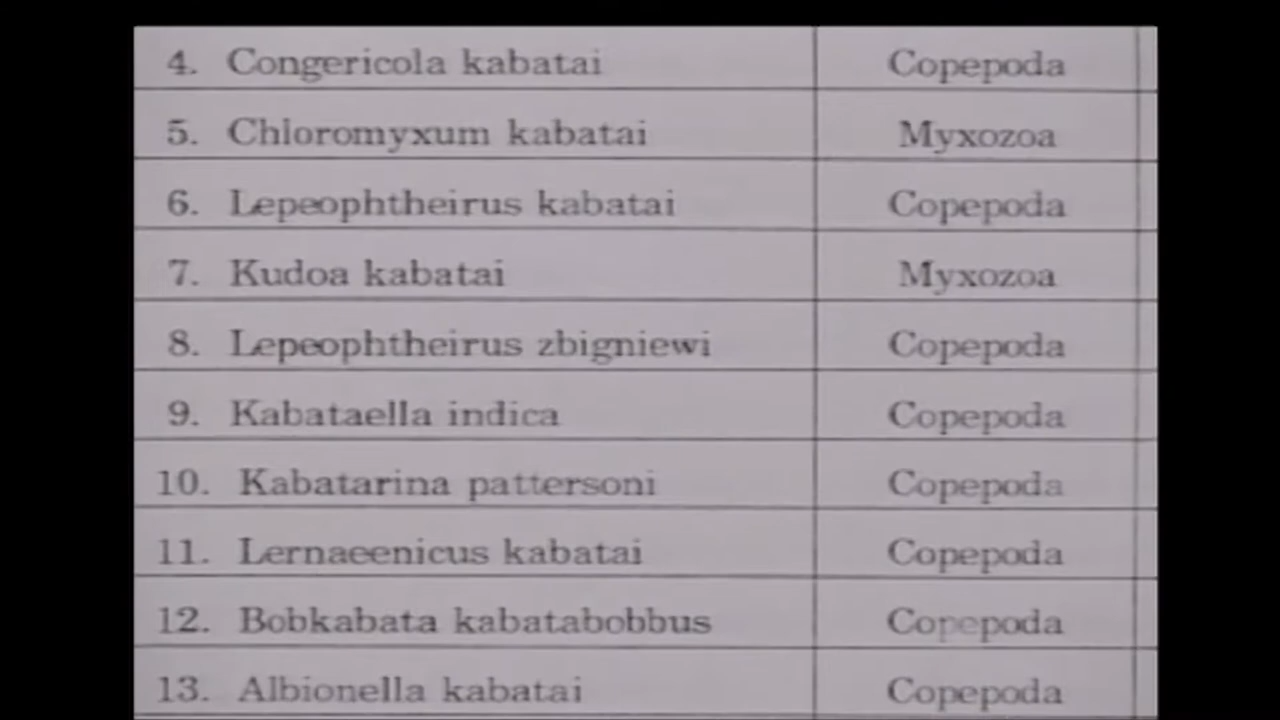 4. Congericola kabatai Copepoda
5. Chloromyxum kabatai Myxozoa
6. Lepeophtheirus kabatai Copepoda
7. Kudoa kabatai Myxozoa
8. Lepeophtheirus zbigniewi Copepoda
9. Kabataella indica Copepoda
10. Kabatarina pattersoni Copepoda
11. Lernaeenicus kabatai Copepoda
12. Bobkabata kabatabobbus Copepoda
13. Albionella kabatai Copepoda